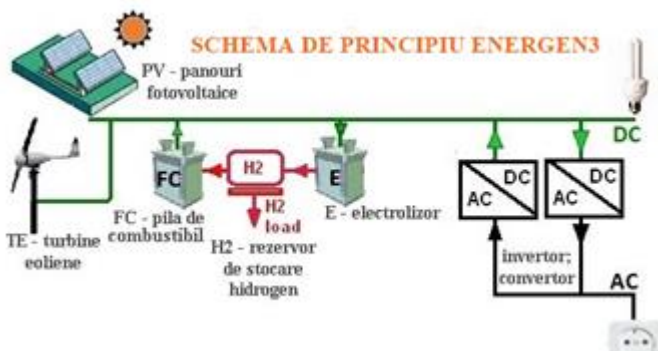 SCHEMA DE PRINCIPIU ENERGEN3
PV - panouri
fotovoltaice
DC
FC
H2
E
H2
load
FC - pila de
combustibil
E - electrolizor
TE - turbine
eoliene
H2 - rezervor
de stocare
hidrogen
DC
AC
DC
AC
invertor;
convertor
AC